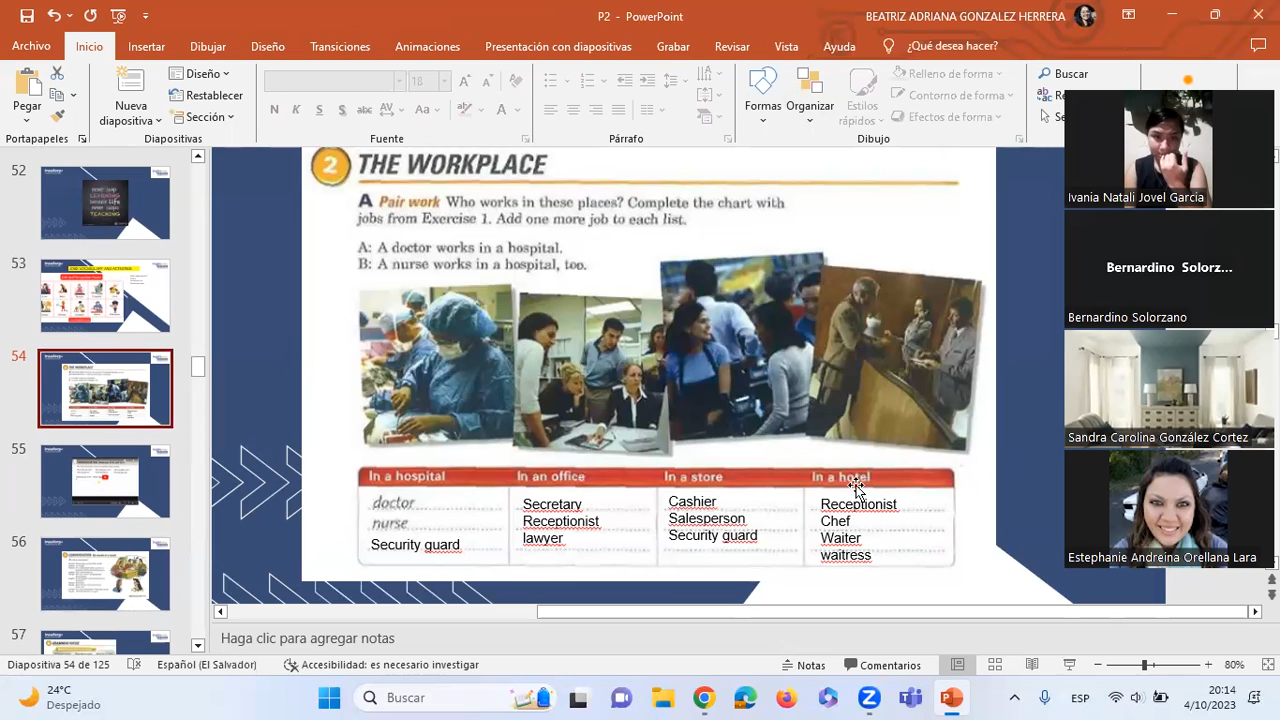 P2 - PowerPoint
BEATRIZ ADRIANA GONZALEZ HERRERA
Archivo
Inicio
Insertar
Dibujar
Diseño
Transiciones
Animaciones
Presentación con diapositivas
Grabar
Revisar
Vista
Ayuda
¿Qué desea hacer?
Pegar
Portapapeles
Nueva
diapositiva
Diseño
Restablecer
Sección
Diapositivas
18
N
K
S
S
abc
AV
Aa
A
Fuente
Párrafo
Formas
Organizar
Estilos
rápidos
Relleno de forma
Contorno de forma
Efectos de forma
Dibujo
Buscar
52
53
54
55
56
57
2 THE WORKPLACE
A Pair work Who works in these places? Complete the chart with
jobs from Exercise 1. Add one more job to each list.
A: A doctor works in a hospital.
B: A nurse works in a hospital, too.
In a hospital
In an office
In a store
In a hotel
doctor
nurse
Security guard
Secretary
Receptionist
lawyer
Cashier
Salesperson
Security guard
Receptionist
Chef
Waiter
waitress
Ivania Natali Jovel Garcia
Bernardino Solorz...
Bernardino Solorzano
Sandra Carolina González Cortez
Estephanie Andreina Orellana Lara
Haga clic para agregar notas
Diapositiva 54 de 125
Español (El Salvador)
Accesibilidad: es necesario investigar
Notas
Comentarios
80%
24°C
Despejado
Buscar
ESP
20:14
4/10/2023